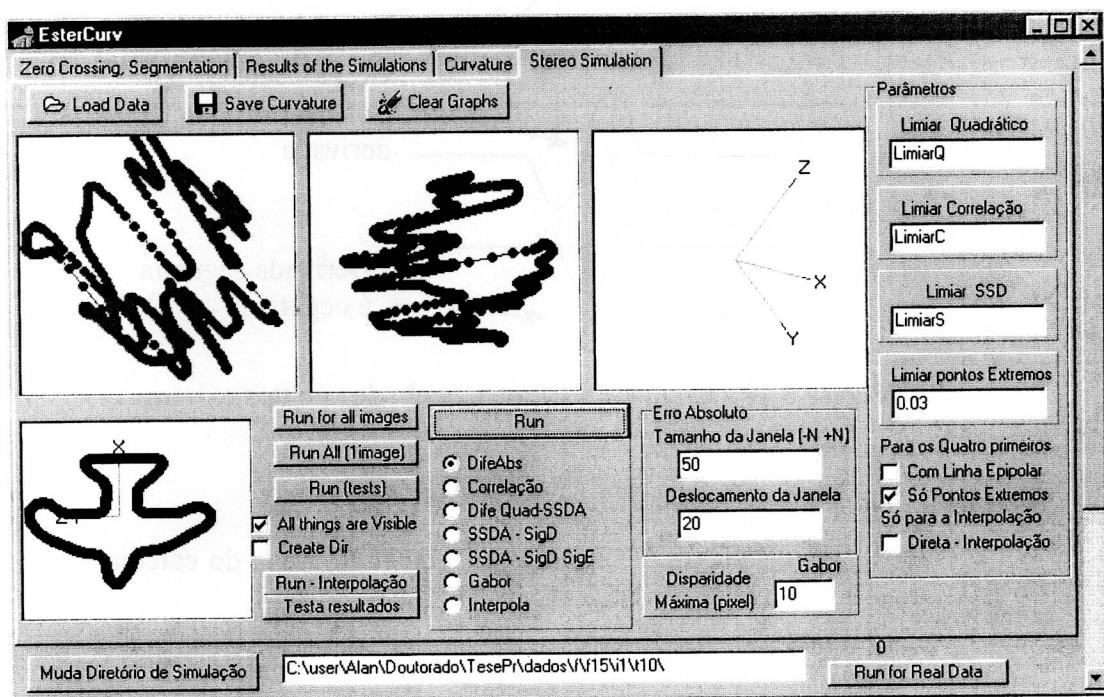 EsterCurv
Zero Crossing, Segmentation
Results of the Simulations
Curvature
Stereo Simulation
Load Data
Save Curvature
Clear Graphs
Z
X
Y
X
Parâmetros
Limiar Quadrático
LimiarQ
Limiar Correlação
LimiarC
Limiar SSD
LimiarS
Limiar pontos Extremos
0.03
Para os Quatro primeiros
Com Linha Epipolar
Só Pontos Extremos
Só para a Interpolação
Direta - Interpolação
Run for all images
Run All (1image)
Run (tests)
All things are Visible
Create Dir
Run - Interpolação
Testa resultados
Run
DifeAbs
Correlação
Dife Quad-SSDA
SSDA - SigD
SSDA - SigD SigE
Gabor
Interpola
Erro Absoluto
Tamanho da Janela [-N +N]
50
Deslocamento da Janela
20
Gabor
Disparidade
Máxima (pixel)
10
0
Muda Diretório de Simulação
C:\user\Alan\Doutorado\TesePr\dados\f\f15\i1\t10\
Run for Real Data